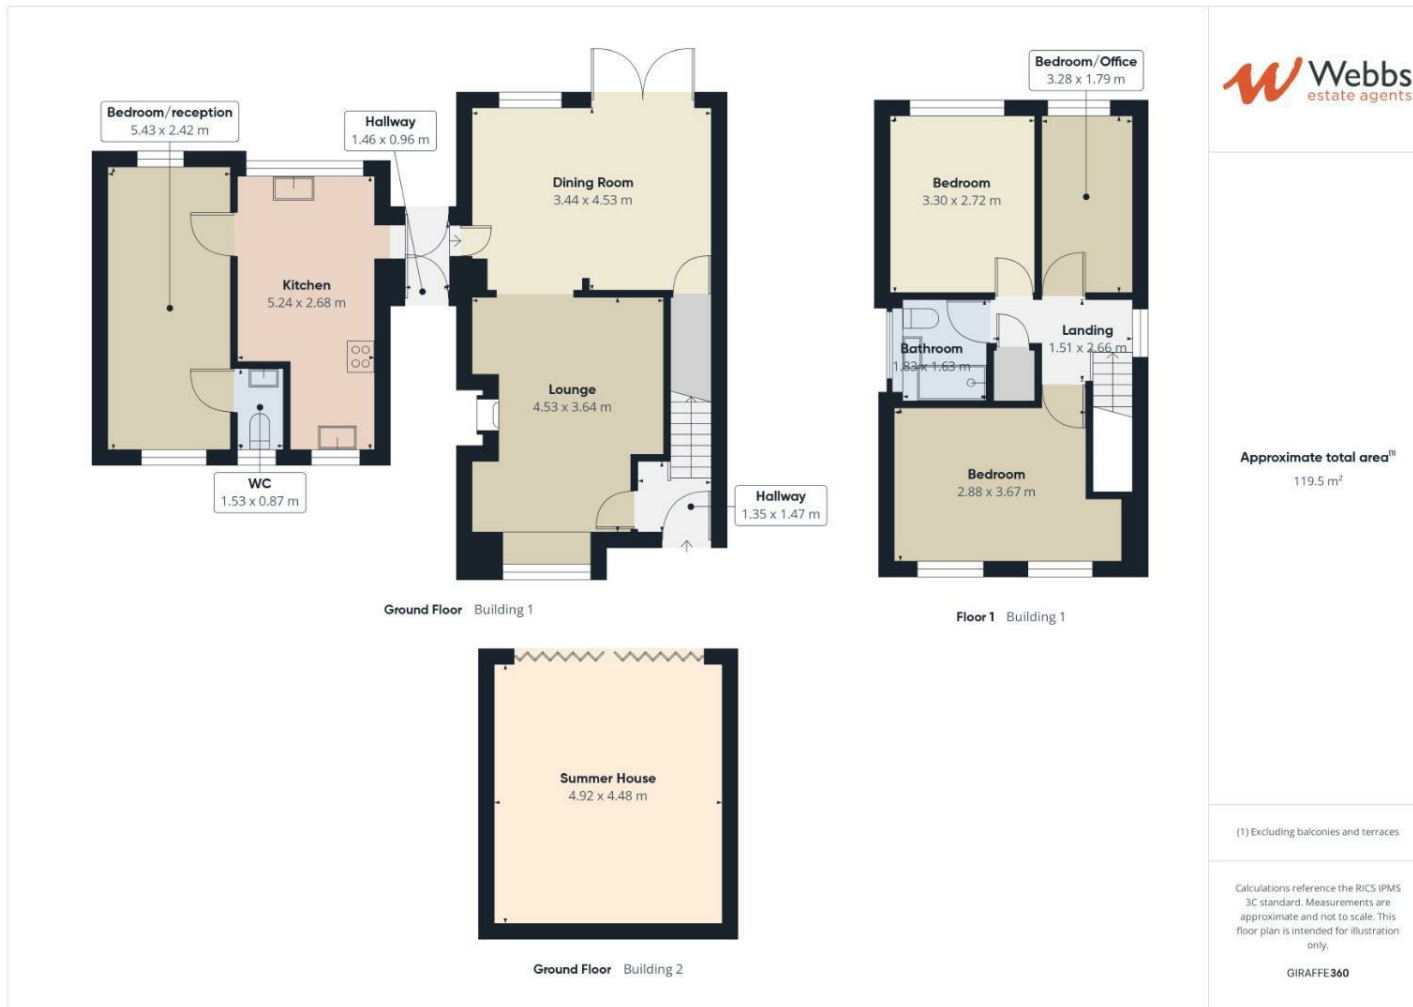 Bedroom/reception
5.43 x 2.42 m
Hallway
1.46 x 0.96 m
Dining Room
3.44 x 4.53 m
Kitchen
5.24 x 2.68 m
Lounge
4.53 x 3.64 m
WC
1.53 x 0.87 m
Hallway
1.35 x 1.47 m
Ground Floor Building 1
Bedroom/Office
3.28 x 1.79 m
Bedroom
3.30 x 2.72 m
Landing
1.51 x 2.66 m
Bathroom
1.83 x 1.63 m
Bedroom
2.88 x 3.67 m
Floor 1 Building 1
Summer House
4.92 x 4.48 m
Ground Floor Building 2
Webbs
estate agents
Approximate total area(1)
119.5 m²
(1) Excluding balconies and terraces
Calculations reference the RICS IPMS
3C standard. Measurements are
approximate and not to scale. This
floor plan is intended for illustration
only.
GIRAFFE360